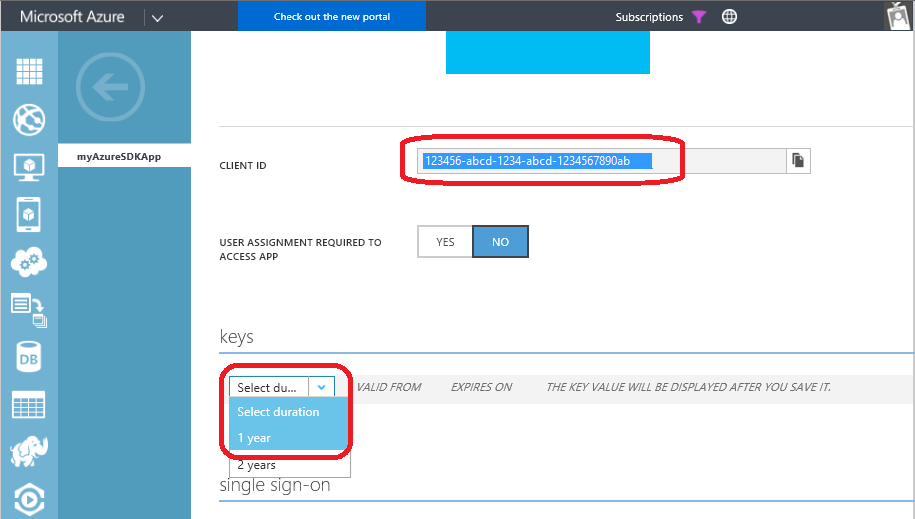 Microsoft Azure
Check out the new portal
Subscriptions
myAzureSDKApp
CLIENT ID
123456-abcd-1234-abcd-1234567890ab
USER ASSIGNMENT REQUIRED TO
ACCESS APP
YES
NO
keys
Select du...
VALID FROM
EXPIRES ON
THE KEY VALUE WILL BE DISPLAYED AFTER YOU SAVE IT.
Select duration
1 year
2 years
single sign-on
DB